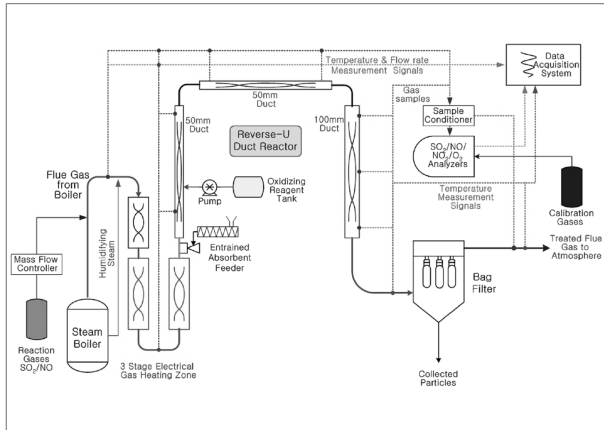 Temperature & Flow rate
Measurement Signals
Data
Acquisition
System
50mm
Duct
Gas
samples
50mm
Duct
100mm
Duct
Sample
Conditioner
Reverse-U
Duct Reactor
SO₂/NO/
NO₂/O₂
Analyzers
Flue Gas
from
Boiler
Pump
Oxidizing
Reagent
Tank
Temperature
Measurement
Signals
Calibration
Gases
Mass Flow
Controller
Humidifying
Steam
Entrained
Absorbent
Feeder
Treated Flue
Gas to
Atmosphere
Bag
Filter
Steam
Boiler
Reaction
Gases
SO₂/NO
3 Stage Electrical
Gas Heating Zone
Collected
Particles